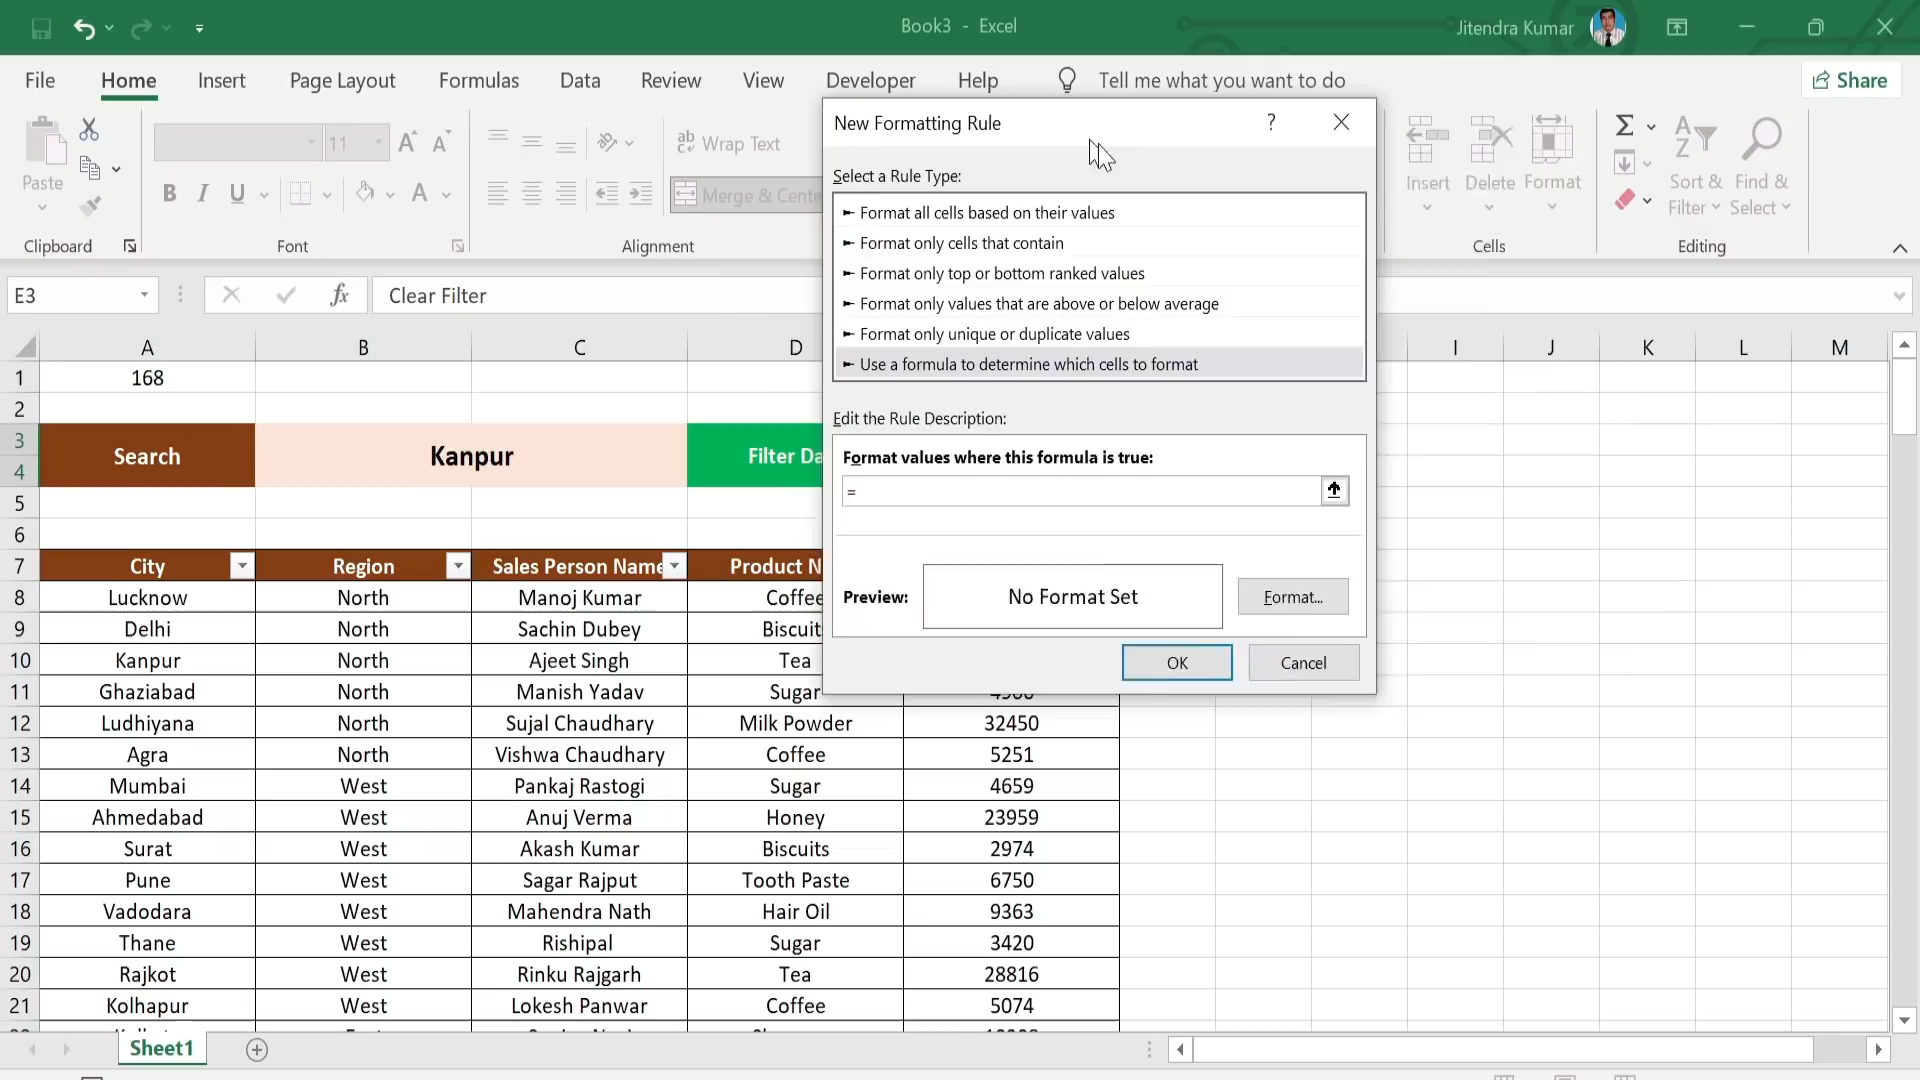 Book3 - Excel
Jitendra Kumar
File Home Insert Page Layout Formulas Data Review View Developer Help Tell me what you want to do Share
Paste
11
B I U A
ab Wrap Text
Merge & Cente
Insert Delete Format
Sort & Filter
Find & Select
Clipboard Font Alignment Cells Editing
E3 fx Clear Filter
A B C D I J K L M
1 168
2
3 Search Kanpur Filter Da
4
5
6
7 City Region Sales Person Name Product N
8 Lucknow North Manoj Kumar Coffee
9 Delhi North Sachin Dubey Biscuit
10 Kanpur North Ajeet Singh Tea
11 Ghaziabad North Manish Yadav Sugar
12 Ludhiyana North Sujal Chaudhary Milk Powder 32450
13 Agra North Vishwa Chaudhary Coffee 5251
14 Mumbai West Pankaj Rastogi Sugar 4659
15 Ahmedabad West Anuj Verma Honey 23959
16 Surat West Akash Kumar Biscuits 2974
17 Pune West Sagar Rajput Tooth Paste 6750
18 Vadodara West Mahendra Nath Hair Oil 9363
19 Thane West Rishipal Sugar 3420
20 Rajkot West Rinku Rajgarh Tea 28816
21 Kolhapur West Lokesh Panwar Coffee 5074
Sheet1
New Formatting Rule ?
Select a Rule Type:
Format all cells based on their values
Format only cells that contain
Format only top or bottom ranked values
Format only values that are above or below average
Format only unique or duplicate values
Use a formula to determine which cells to format
Edit the Rule Description:
Format values where this formula is true:
=
Preview: No Format Set Format...
OK Cancel